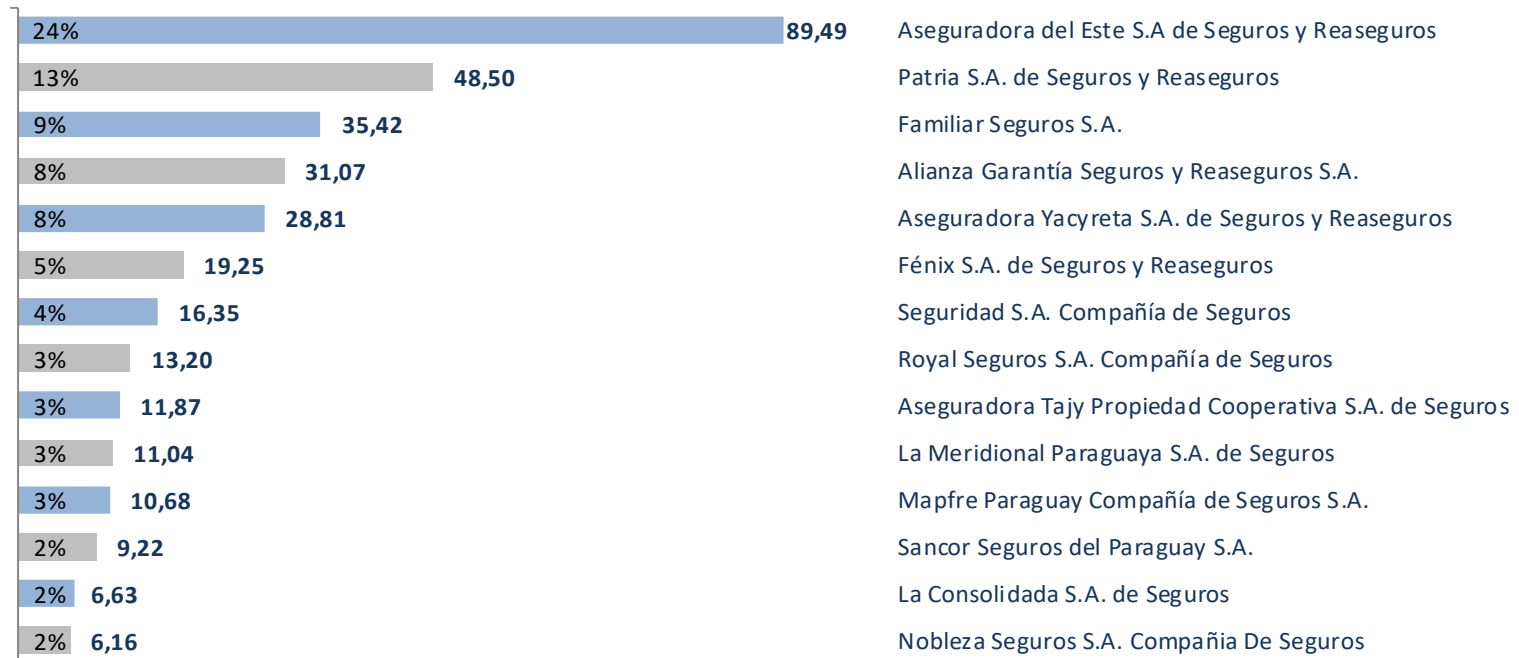 24% 89,49 Aseguradora del Este S.A de Seguros y Reaseguros
13% 48,50 Patria S.A. de Seguros y Reaseguros
9% 35,42 Familiar Seguros S.A.
8% 31,07 Alianza Garantía Seguros y Reaseguros S.A.
8% 28,81 Aseguradora Yacyreta S.A. de Seguros y Reaseguros
5% 19,25 Fénix S.A. de Seguros y Reaseguros
4% 16,35 Seguridad S.A. Compañía de Seguros
3% 13,20 Royal Seguros S.A. Compañía de Seguros
3% 11,87 Aseguradora Tajy Propiedad Cooperativa S.A. de Seguros
3% 11,04 La Meridional Paraguaya S.A. de Seguros
3% 10,68 Mapfre Paraguay Compañía de Seguros S.A.
2% 9,22 Sancor Seguros del Paraguay S.A.
2% 6,63 La Consolidada S.A. de Seguros
2% 6,16 Nobleza Seguros S.A. Compañia De Seguros